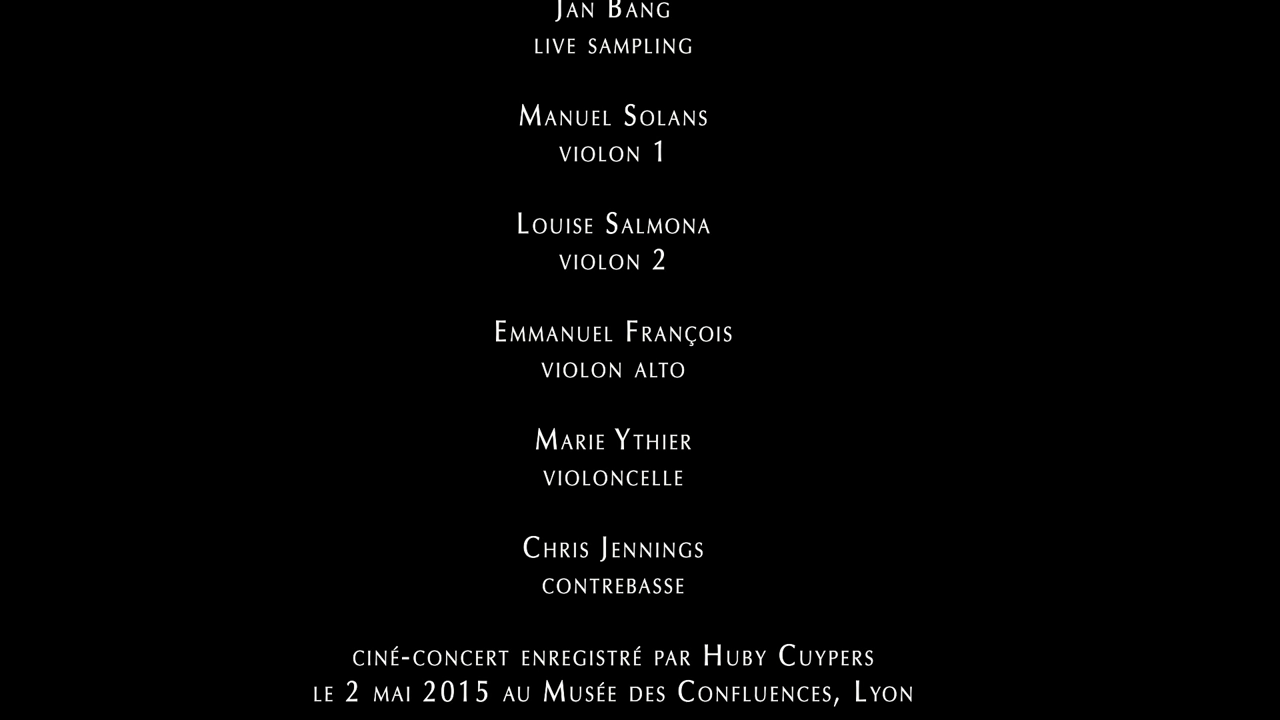 Jan Bang
live sampling
Manuel Solans
violon 1
Louise Salmona
violon 2
Emmanuel François
violon alto
Marie Ythier
violoncelle
Chris Jennings
contrebasse
ciné-concert enregistré par Huby Cuypers
le 2 mai 2015 au Musée des Confluences, Lyon